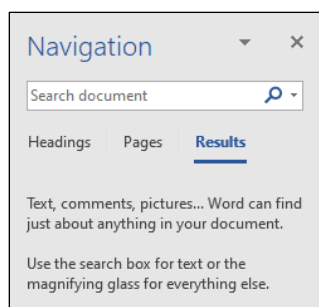 Navigation
Search document
Headings Pages Results
Text, comments, pictures... Word can find
just about anything in your document.
Use the search box for text or the
magnifying glass for everything else.